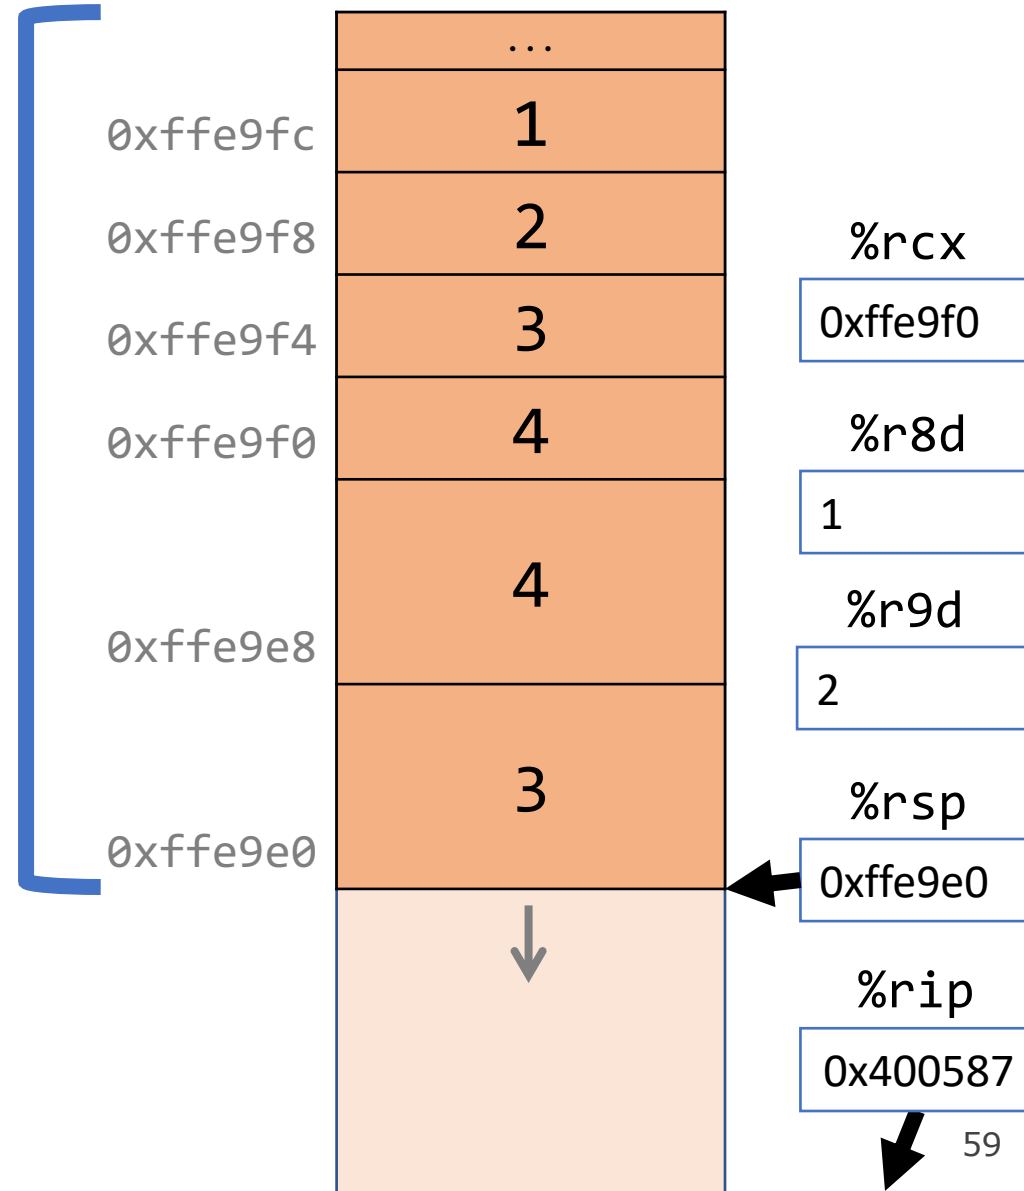 ...
0xffe9fc
1
0xffe9f8
2
0xffe9f4
3
0xffe9f0
4
0xffe9e8
4
0xffe9e0
3
%rcx
0xffe9f0
%r8d
1
%r9d
2
%rsp
0xffe9e0
%rip
0x400587
59